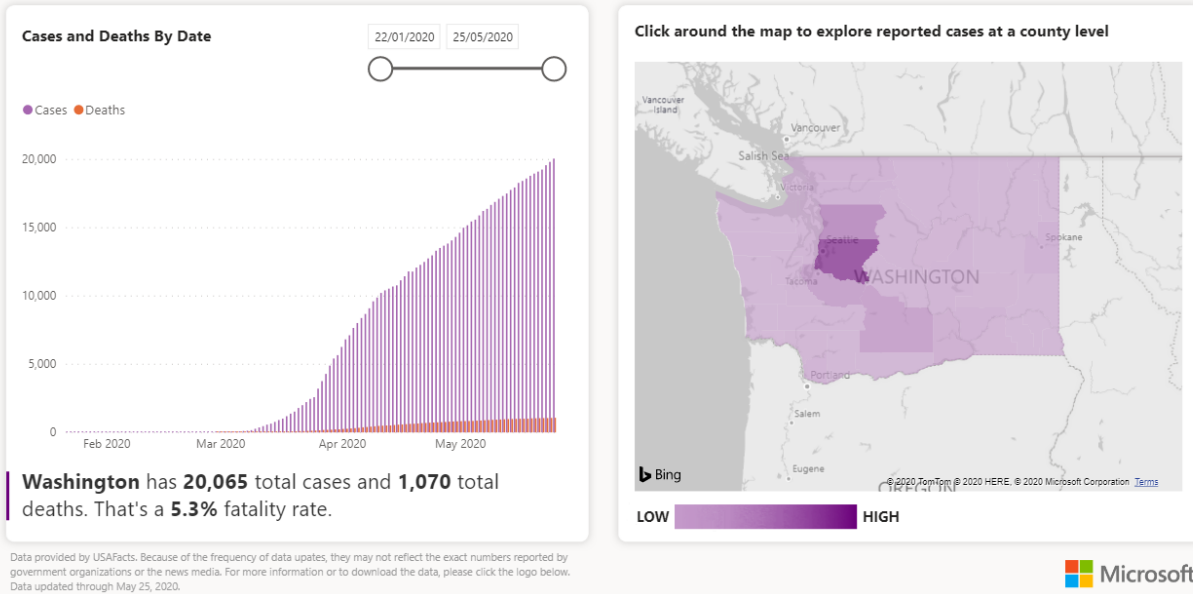 Cases and Deaths By Date
22/01/2020 25/05/2020
Cases Deaths
20,000
15,000
10,000
5,000
0
Feb 2020 Mar 2020 Apr 2020 May 2020
Washington has 20,065 total cases and 1,070 total
deaths. That's a 5.3% fatality rate.
Data provided by USAFacts. Because of the frequency of data upates, they may not reflect the exact numbers reported by
government organizations or the news media. For more information or to download the data, please click the logo below.
Data updated through May 25, 2020.
Click around the map to explore reported cases at a county level
Vancouver
Island
Vancouver
Salish Sea
Victoria
Seattle
Spokane
Tacoma
WASHINGTON
Portland
Salem
Eugene
OREGON
Bing
© 2020 TomTom © 2020 HERE, © 2020 Microsoft Corporation Terms
LOW HIGH
Microsoft